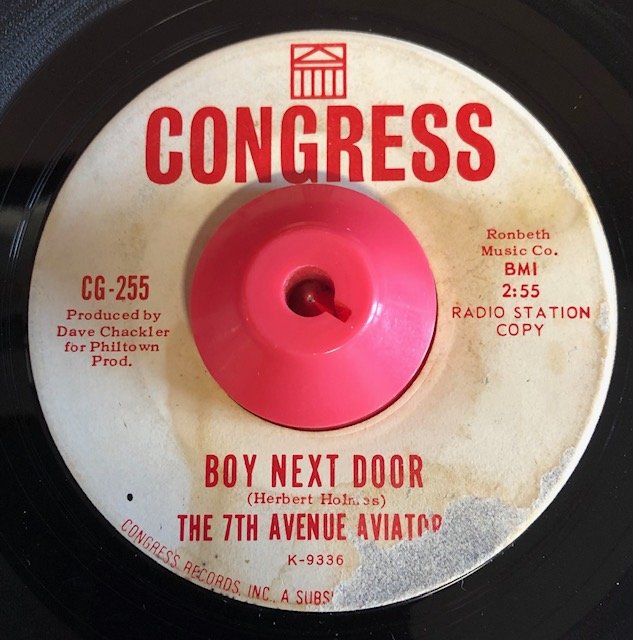 CONGRESS
CG-255
Produced by
Dave Chackler
for Philtown
Prod.
Ronbeth
Music Co.
BMI
2:55
RADIO STATION
COPY
BOY NEXT DOOR
(Herbert Holmes)
THE 7TH AVENUE AVIATOR
K-9336
CONGRESS RECORDS, INC. A SUBS